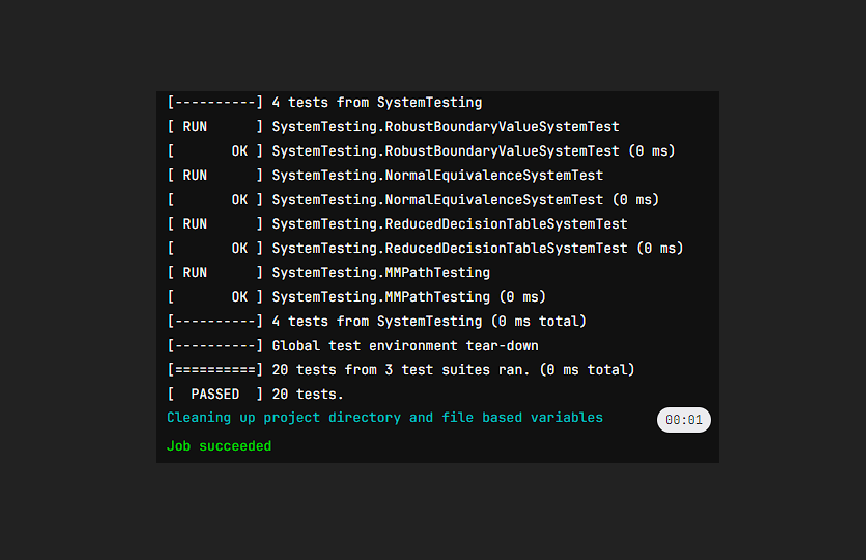 [----------] 4 tests from SystemTesting
[ RUN      ] SystemTesting.RobustBoundaryValueSystemTest
[       OK ] SystemTesting.RobustBoundaryValueSystemTest (0 ms)
[ RUN      ] SystemTesting.NormalEquivalenceSystemTest
[       OK ] SystemTesting.NormalEquivalenceSystemTest (0 ms)
[ RUN      ] SystemTesting.ReducedDecisionTableSystemTest
[       OK ] SystemTesting.ReducedDecisionTableSystemTest (0 ms)
[ RUN      ] SystemTesting.MMPathTesting
[       OK ] SystemTesting.MMPathTesting (0 ms)
[----------] 4 tests from SystemTesting (0 ms total)
[----------] Global test environment tear-down
[==========] 20 tests from 3 test suites ran. (0 ms total)
[  PASSED  ] 20 tests.
Cleaning up project directory and file based variables 00:01
Job succeeded